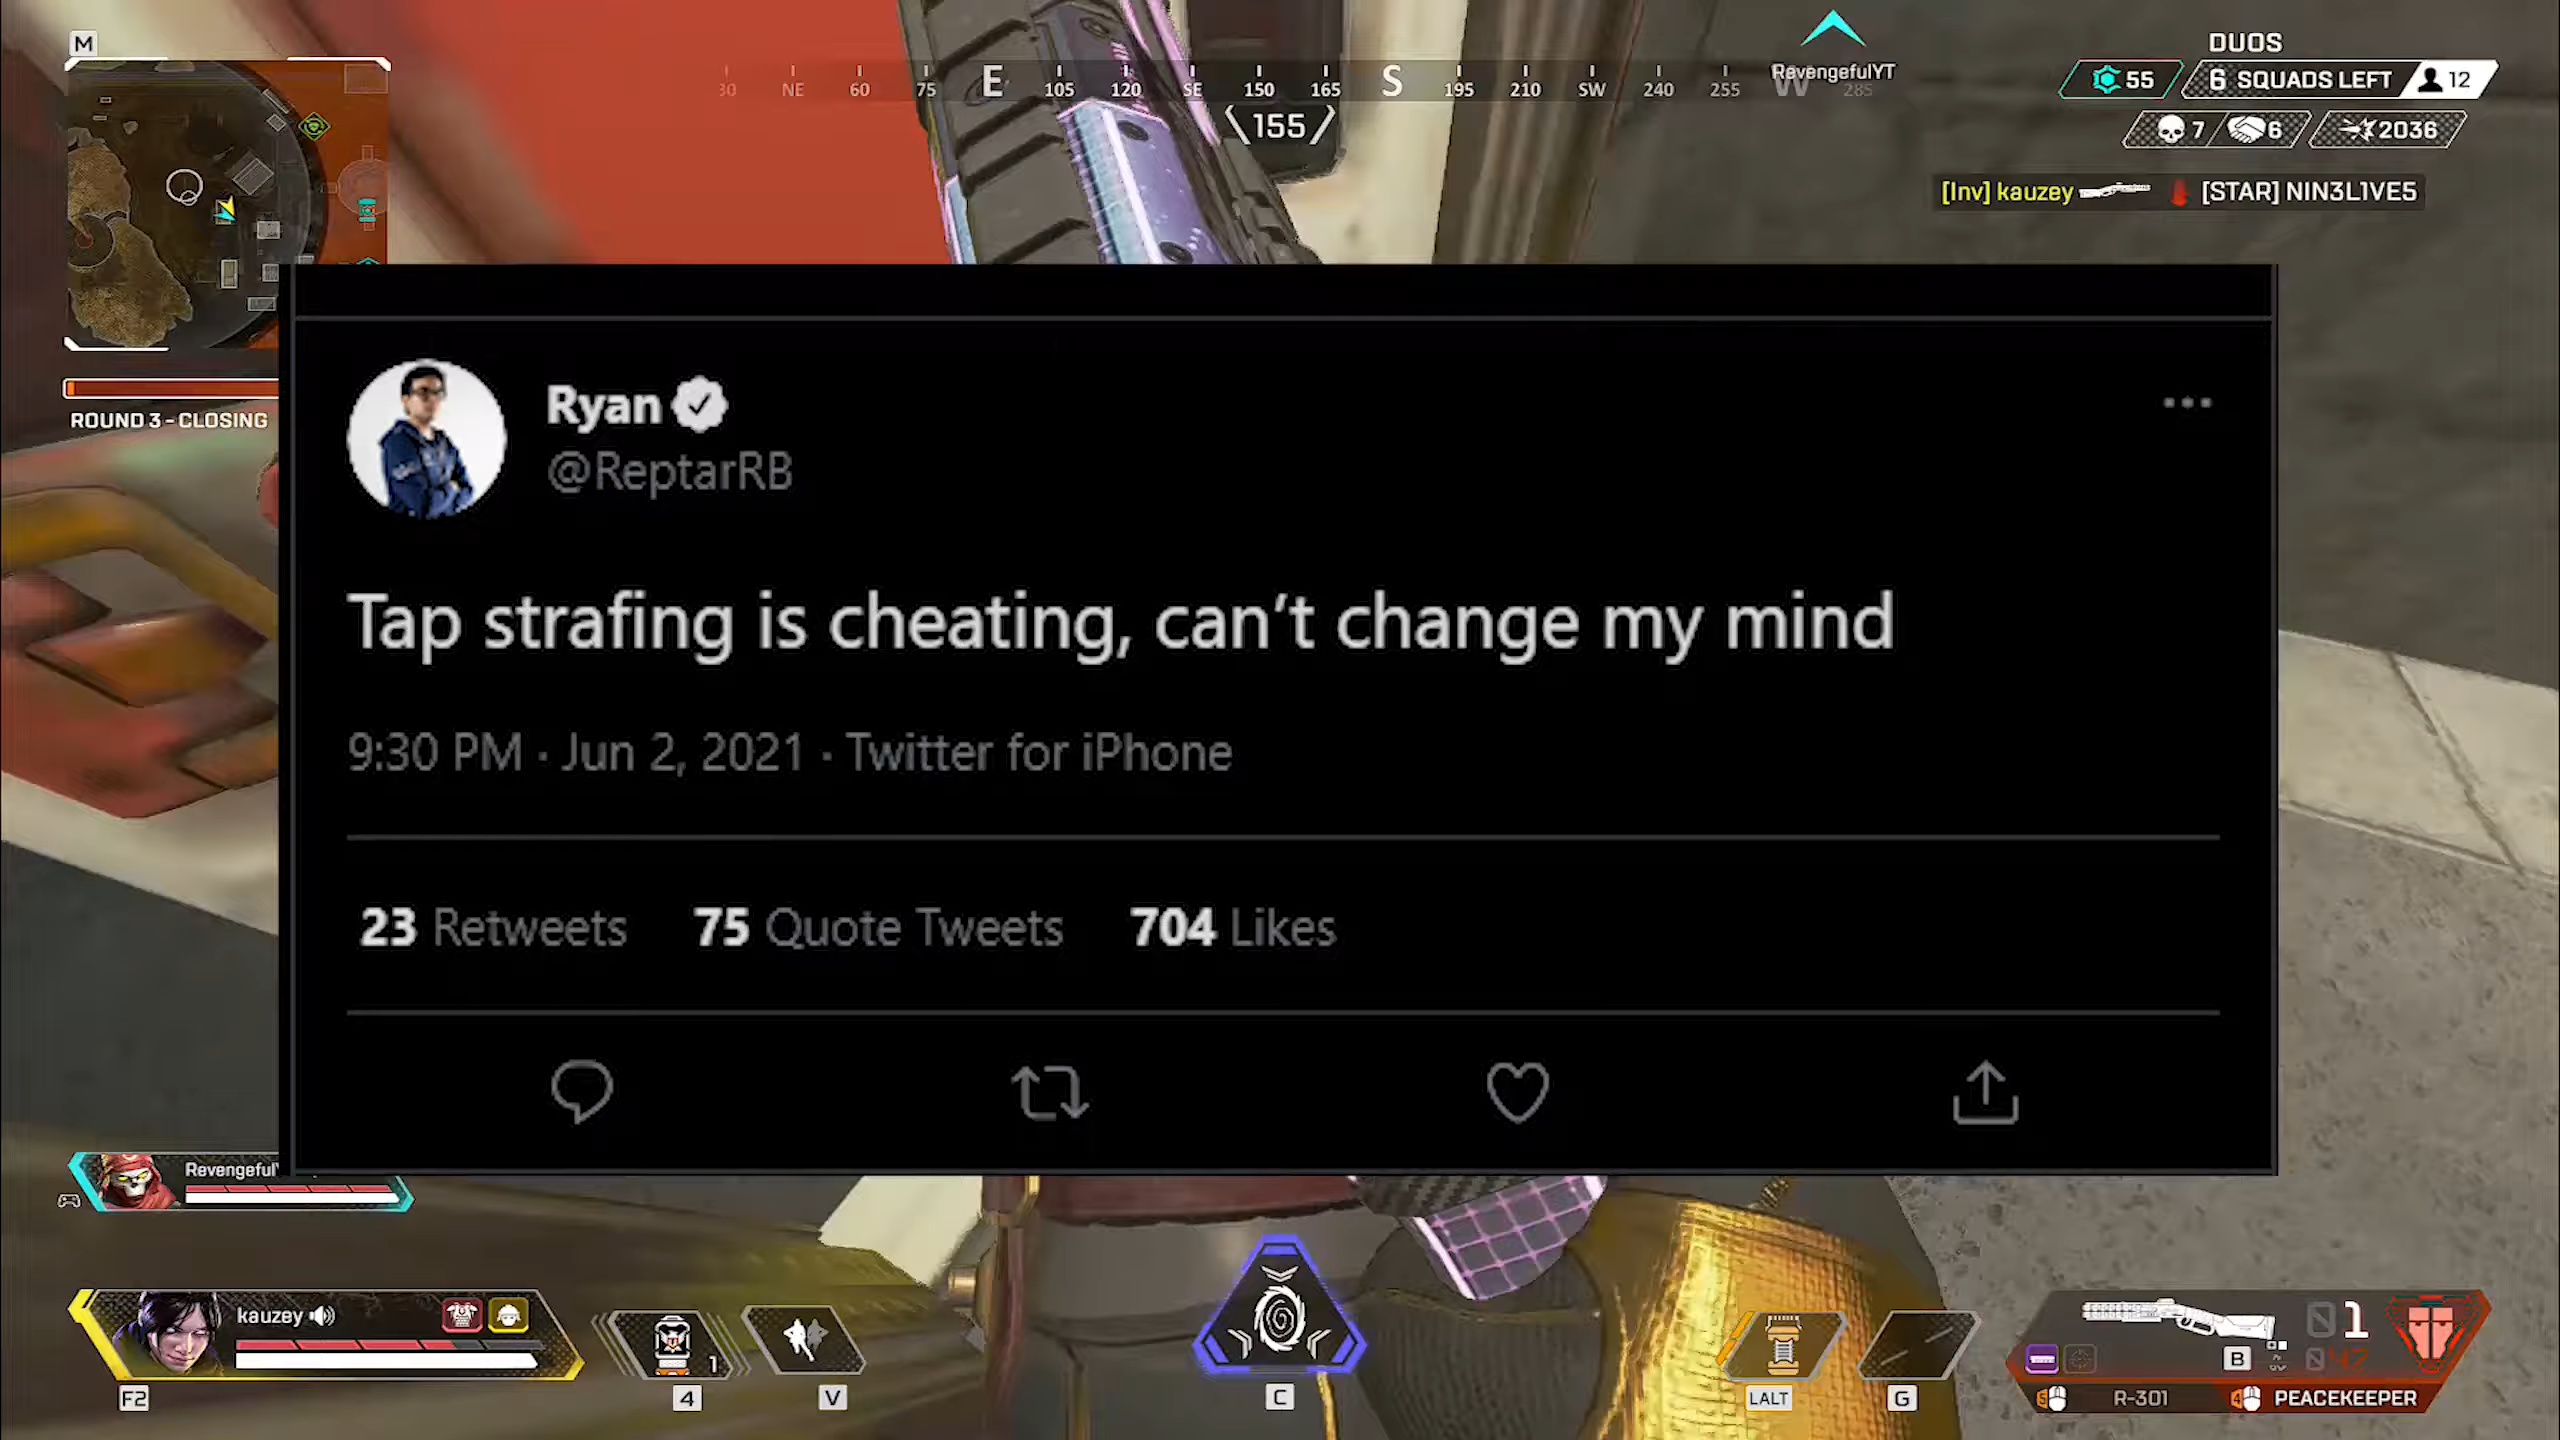 M
30 NE 60 75 E 105 120 SE 150 165 S 195 210 SW 240 255 W 285
155
RevengefulYT
DUOS
55 6 SQUADS LEFT 12
7 6 2036
[Inv] kauzey [STAR] NIN3L1VE5
ROUND 3 - CLOSING
Ryan
@ReptarRB
Tap strafing is cheating, can't change my mind
9:30 PM · Jun 2, 2021 · Twitter for iPhone
23 Retweets 75 Quote Tweets 704 Likes
Revengeful
kauzey
F2
1
4
V
C
LALT
G
1
B
R-301
PEACEKEEPER